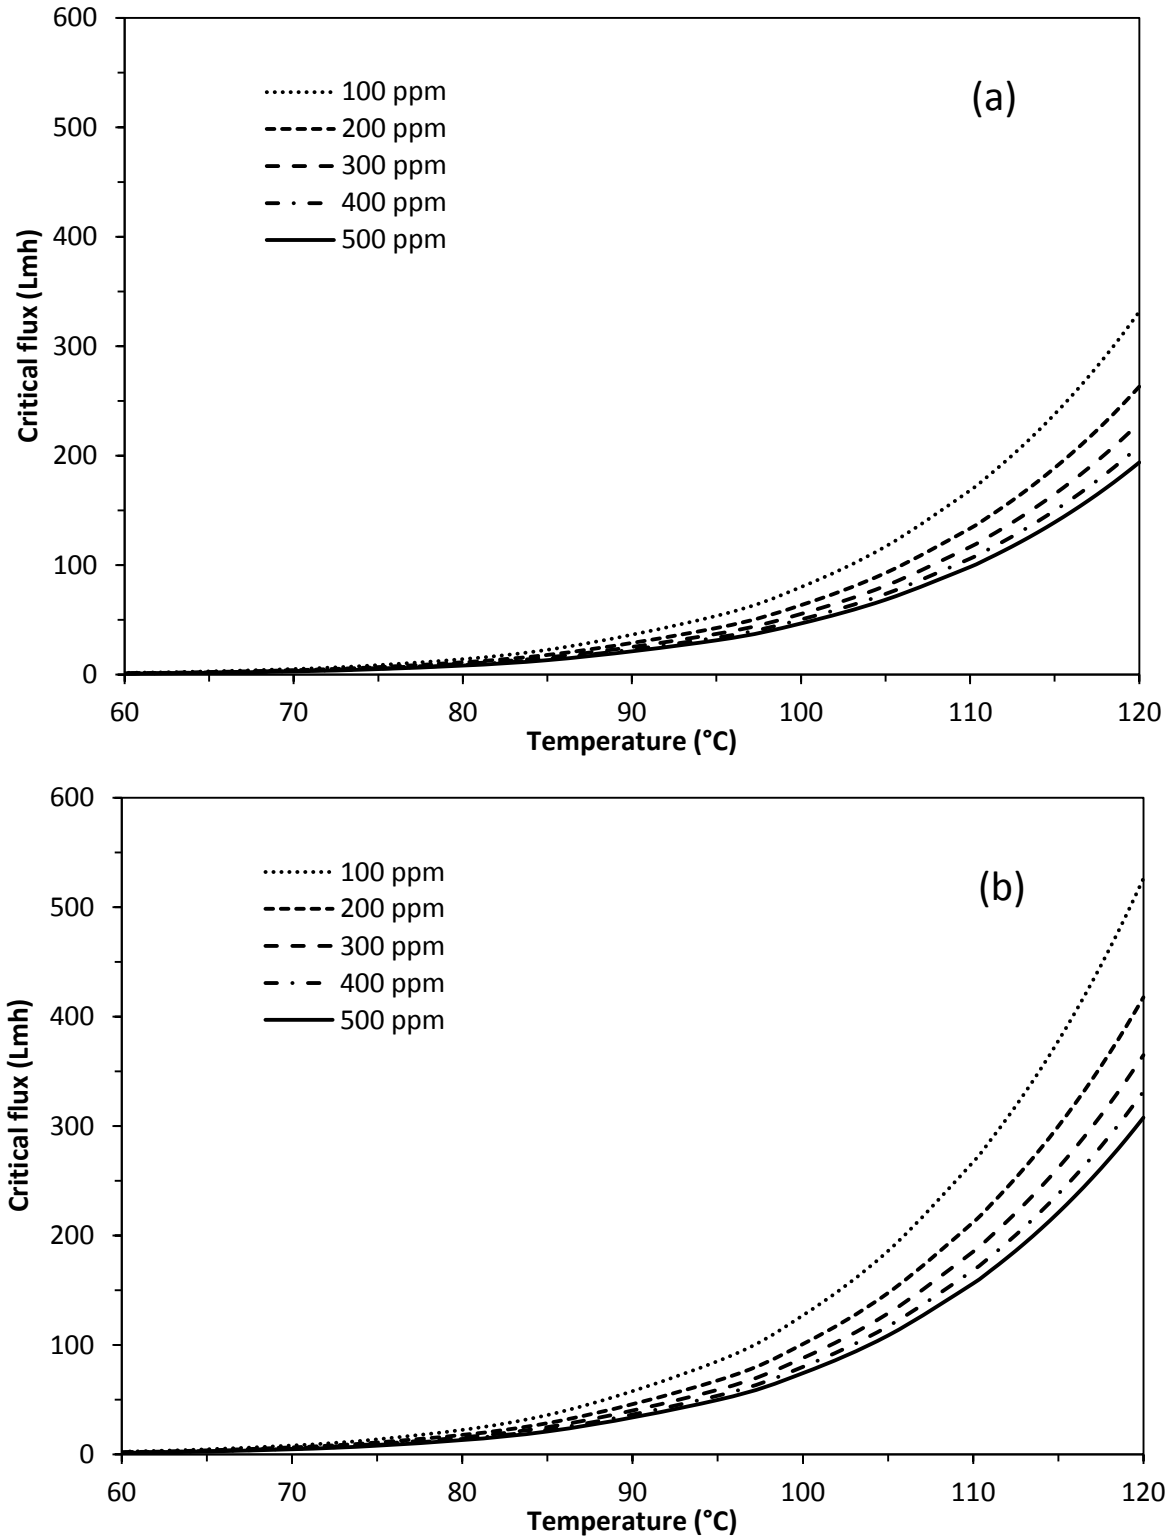 600
500
400
300
200
100
0
Critical flux (Lmh)
100 ppm
200 ppm
300 ppm
400 ppm
500 ppm
(a)
60 70 80 90 100 110 120
Temperature (°C)
600
500
400
300
200
100
0
Critical flux (Lmh)
100 ppm
200 ppm
300 ppm
400 ppm
500 ppm
(b)
60 70 80 90 100 110 120
Temperature (°C)